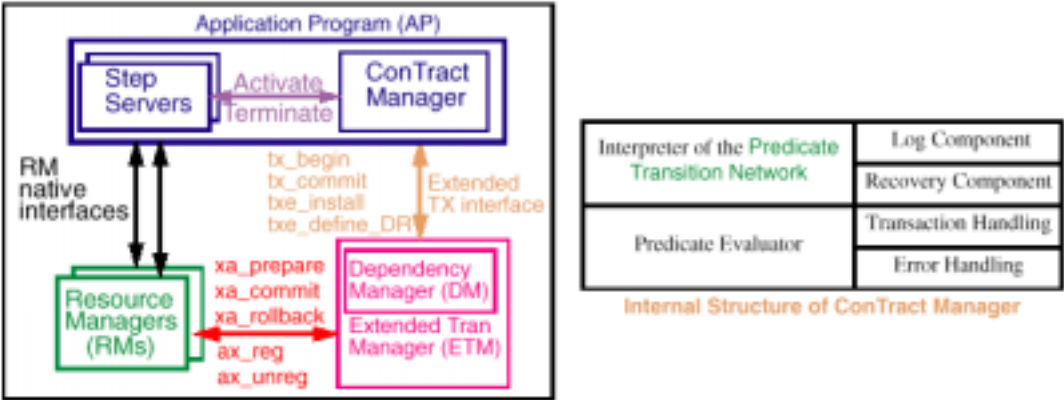 Application Program (AP)
Step
Servers
Activate
Terminate
ConTract
Manager
RM
native
interfaces
tx_begin
tx_commit
txe_install
txe_define_DR
Extended
TX interface
xa_prepare
xa_commit
xa_rollback
ax_reg
ax_unreg
Resource
Managers
(RMs)
Dependency
Manager (DM)
Extended Tran
Manager (ETM)
Interpreter of the Predicate
Transition Network
Log Component
Recovery Component
Predicate Evaluator
Transaction Handling
Error Handling
Internal Structure of ConTract Manager